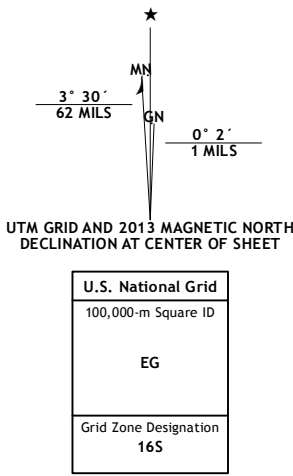 ★
MN
3° 30´
62 MILS
GN
0° 2´
1 MILS
UTM GRID AND 2013 MAGNETIC NORTH
DECLINATION AT CENTER OF SHEET
U.S. National Grid
100,000-m Square ID
EG
Grid Zone Designation
16S